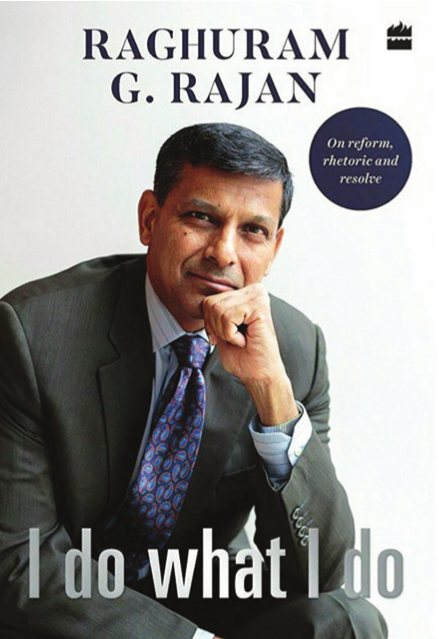 RAGHURAM
G. RAJAN
On reform,
rhetoric and
resolve
I do what I do